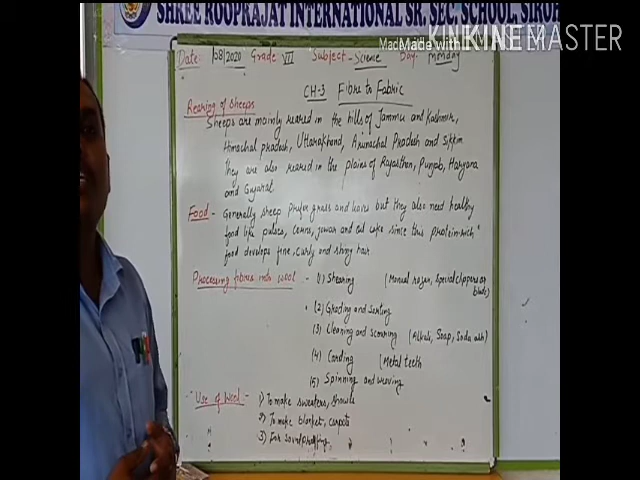 SHREE ROOPRAJAT INTERNATIONAL SR. SEC. SCHOOL, SIROH
Made with KINEMASTER
Date: /08/2020 Grade VII Subject - Science Day: Monday
CH-3 Fibre to Fabric
Rearing of Sheeps
Sheeps are mainly reared in the hills of Jammu and Kashmir,
Himachal pradesh, Uttarakhand, Arunachal Pradesh and Sikkim
They are also reared in the plains of Rajasthan, Punjab, Haryana
and Gujarat
Food - Generally sheep prefer grass and leaves but they also need healthy
food like pulses, corns, jowar and oil cake since this protein-rich
food develops fine, curly and strong hair
Processing fibres into wool - (1) Shearing (Manual razor, special clippers or
blade)
(2) Grading and sorting
(3) Cleaning and scouring (Alkali, Soap, Soda ash)
(4) Carding (Metal teeth
(5) Spinning and weaving
Use of Wool - 1) To make sweaters, shawls
2) To make blanket, carpets
3) For soundproofing